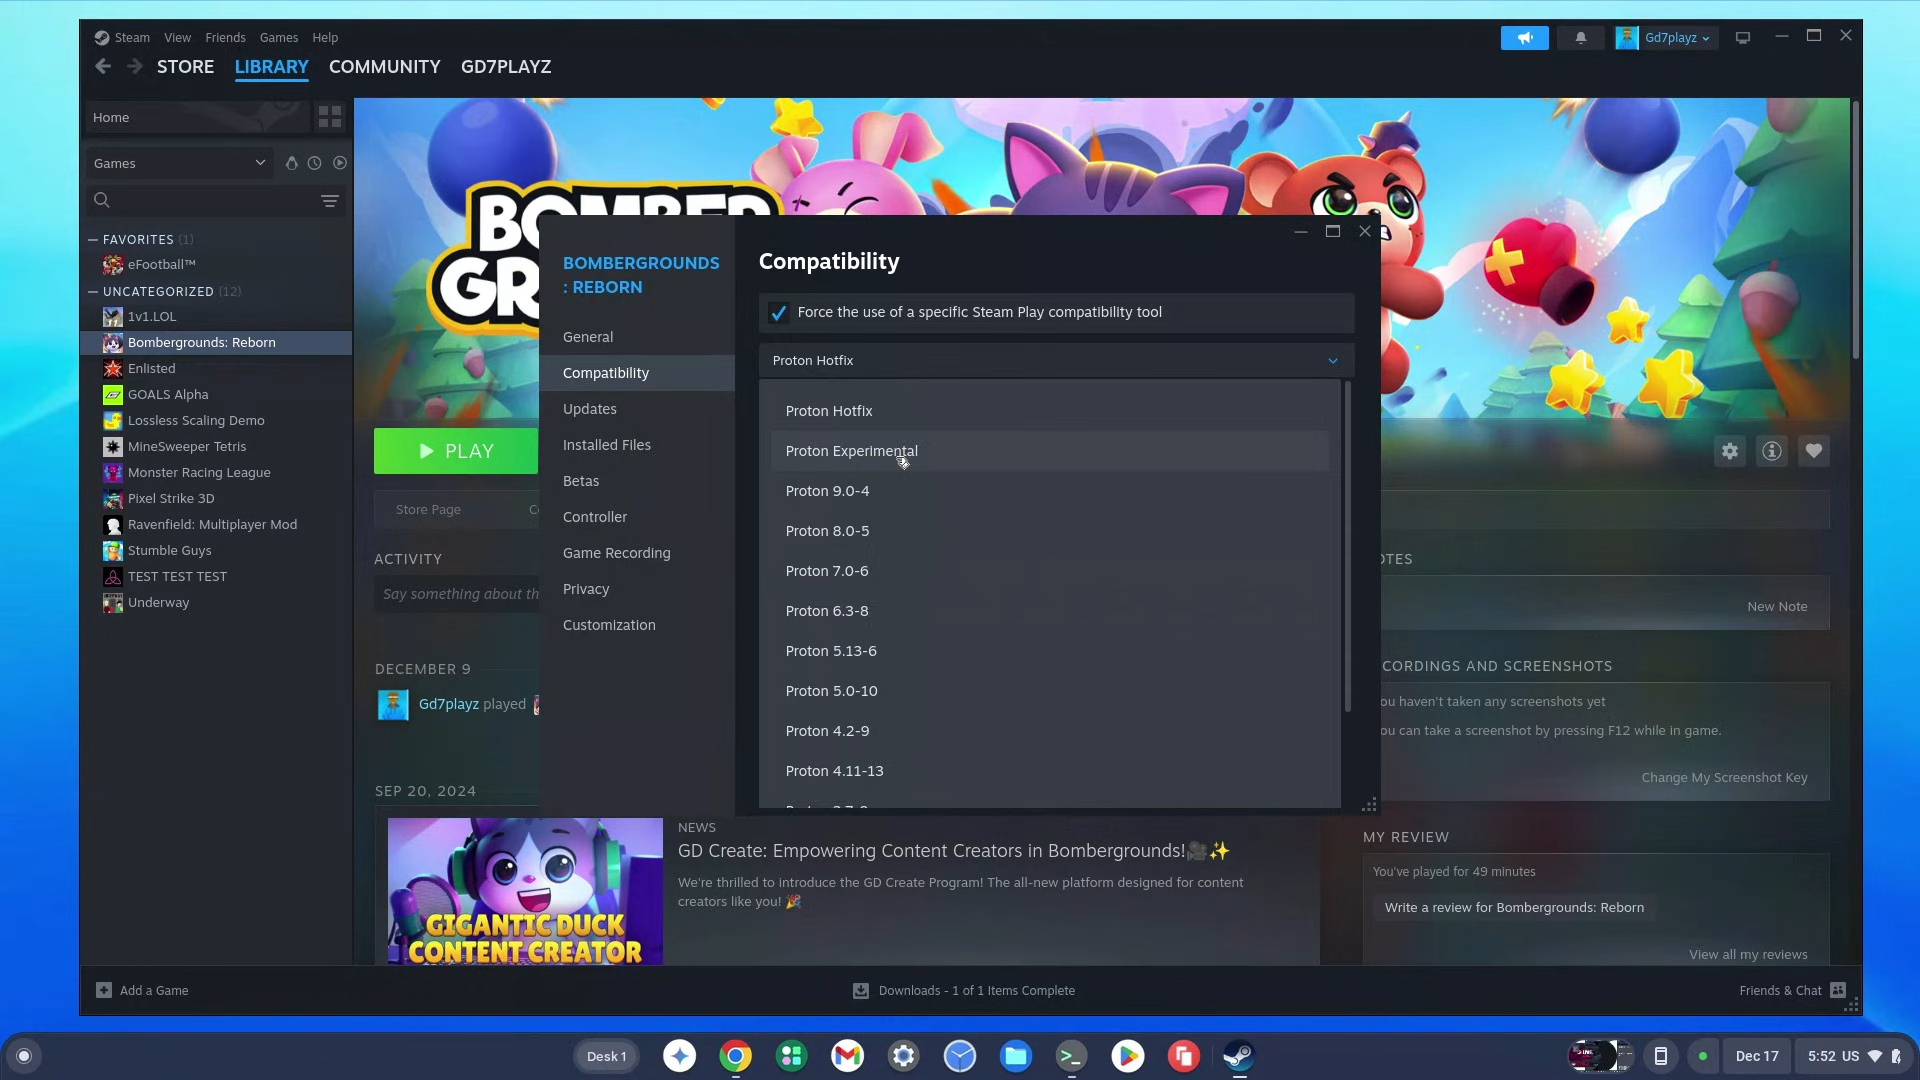 Steam View Friends Games Help
Gd7playz
STORE LIBRARY COMMUNITY GD7PLAYZ
Home
Games
FAVORITES (1)
eFootball™
UNCATEGORIZED (12)
1v1.LOL
Bombergrounds: Reborn
Enlisted
GOALS Alpha
Lossless Scaling Demo
MineSweeper Tetris
Monster Racing League
Pixel Strike 3D
Ravenfield: Multiplayer Mod
Stumble Guys
TEST TEST TEST
Underway
BOMBER
GR
PLAY
Store Page
ACTIVITY
Say something about th
DECEMBER 9
Gd7playz played
SEP 20, 2024
BOMBERGROUNDS
: REBORN
General
Compatibility
Updates
Installed Files
Betas
Controller
Game Recording
Privacy
Customization
Compatibility
Force the use of a specific Steam Play compatibility tool
Proton Hotfix
Proton Hotfix
Proton Experimental
Proton 9.0-4
Proton 8.0-5
Proton 7.0-6
Proton 6.3-8
Proton 5.13-6
Proton 5.0-10
Proton 4.2-9
Proton 4.11-13
OTES
New Note
CORDINGS AND SCREENSHOTS
ou haven't taken any screenshots yet
ou can take a screenshot by pressing F12 while in game.
Change My Screenshot Key
GIGANTIC DUCK
CONTENT CREATOR
NEWS
GD Create: Empowering Content Creators in Bombergrounds!🎥✨
We're thrilled to introduce the GD Create Program! The all-new platform designed for content
creators like you! 🎉
MY REVIEW
You've played for 49 minutes
Write a review for Bombergrounds: Reborn
View all my reviews
Add a Game
Downloads - 1 of 1 Items Complete
Friends & Chat
Desk 1
Dec 17
5:52 US